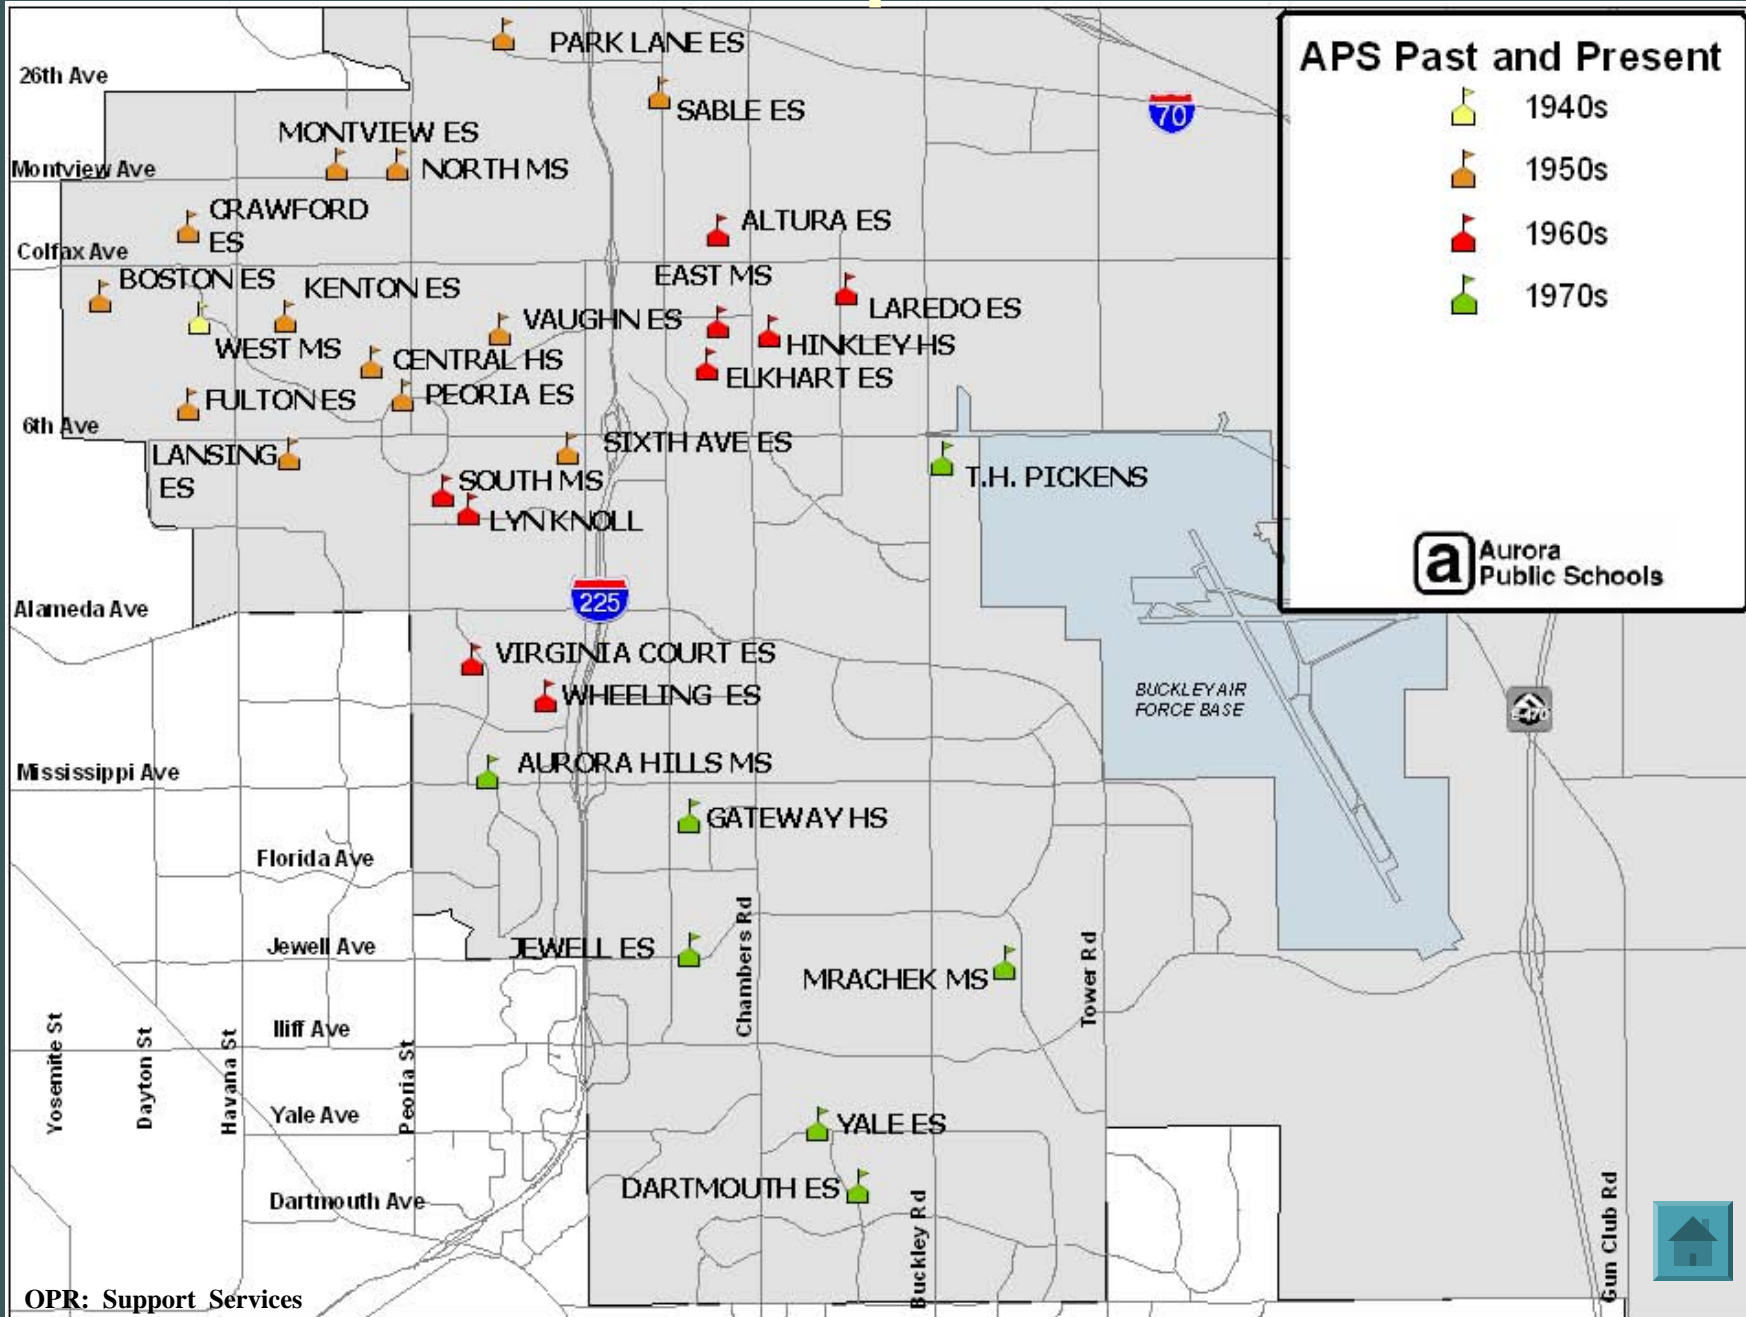 PARK LANE ES
26th Ave
SABLE ES
MONTVIEW ES
Montview Ave
NORTH MS
CRAWFORD
ES
ALTURA ES
Colfax Ave
BOSTON ES
KENTON ES
EAST MS
LAREDO ES
VAUGHN ES
WEST MS
HINKLEY HS
CENTRAL HS
ELKHART ES
PEORIA ES
FULTON ES
6th Ave
SIXTH AVE ES
LANSING
ES
SOUTH MS
T.H. PICKENS
LYN KNOLL
70
225
Alameda Ave
VIRGINIA COURT ES
WHEELING ES
BUCKLEY AIR
FORCE BASE
E-470
Mississippi Ave
AURORA HILLS MS
GATEWAY HS
Florida Ave
Jewell Ave
JEWELL ES
MRACHEK MS
Chambers Rd
Tower Rd
Iliff Ave
Yosemite St
Dayton St
Havana St
Peoria St
Yale Ave
YALE ES
Dartmouth Ave
DARTMOUTH ES
Buckley Rd
Gun Club Rd
APS Past and Present
1940s
1950s
1960s
1970s
a
Aurora
Public Schools
OPR: Support Services